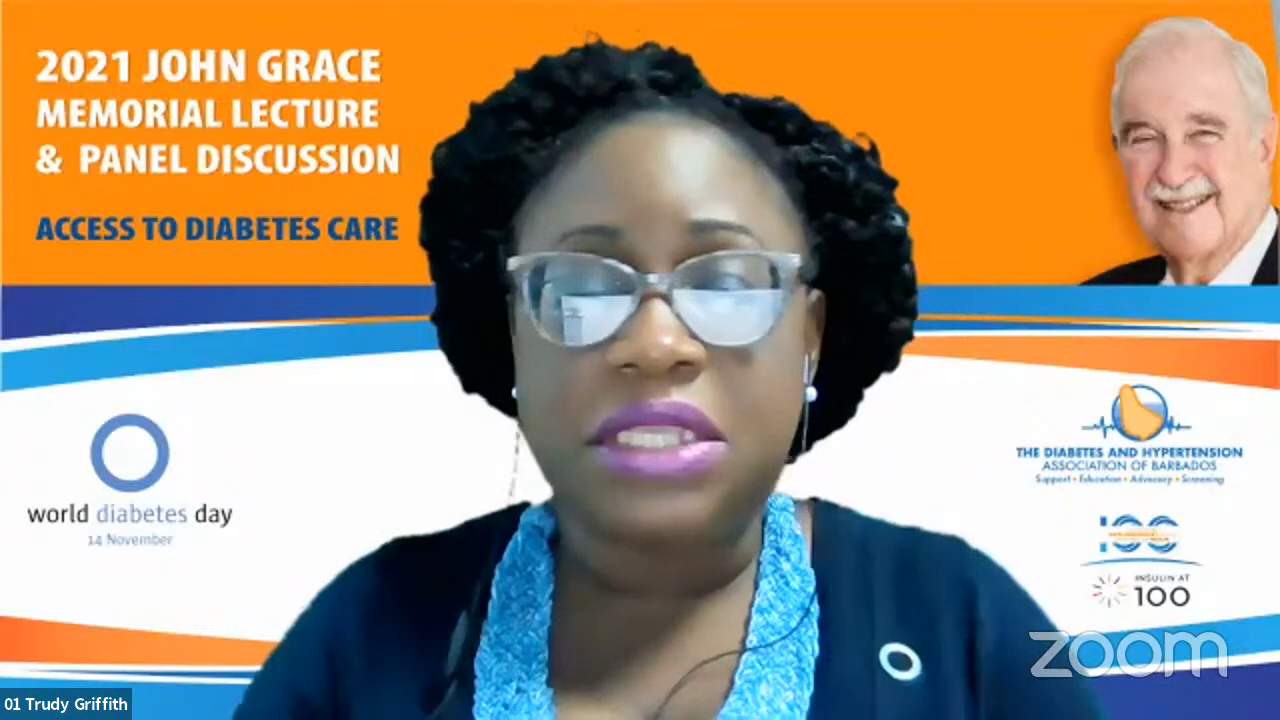 2021 JOHN GRACE
MEMORIAL LECTURE
& PANEL DISCUSSION
ACCESS TO DIABETES CARE
world diabetes day
14 November
THE DIABETES AND HYPERTENSION
ASSOCIATION OF BARBADOS
Support • Education • Advocacy • Screening
100
INSULIN AT
100
zoom
01 Trudy Griffith